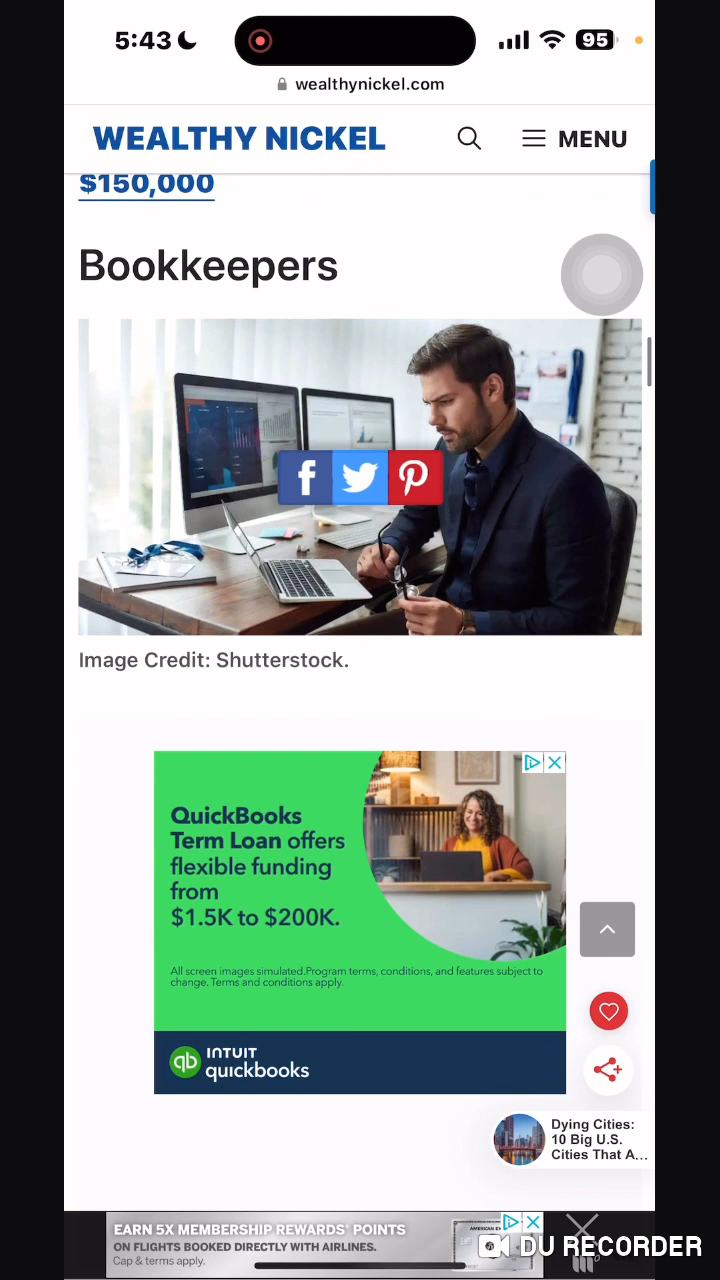 5:43
95
wealthynickel.com
WEALTHY NICKEL
MENU
$150,000
Bookkeepers
Image Credit: Shutterstock.
QuickBooks
Term Loan offers
flexible funding
from
$1.5K to $200K.
All screen images simulated.Program terms, conditions, and features subject to
change. Terms and conditions apply.
INTUIT
quickbooks
qb
Dying Cities:
10 Big U.S.
Cities That A...
EARN 5X MEMBERSHIP REWARDS® POINTS
ON FLIGHTS BOOKED DIRECTLY WITH AIRLINES.
Cap & terms apply.
DU RECORDER